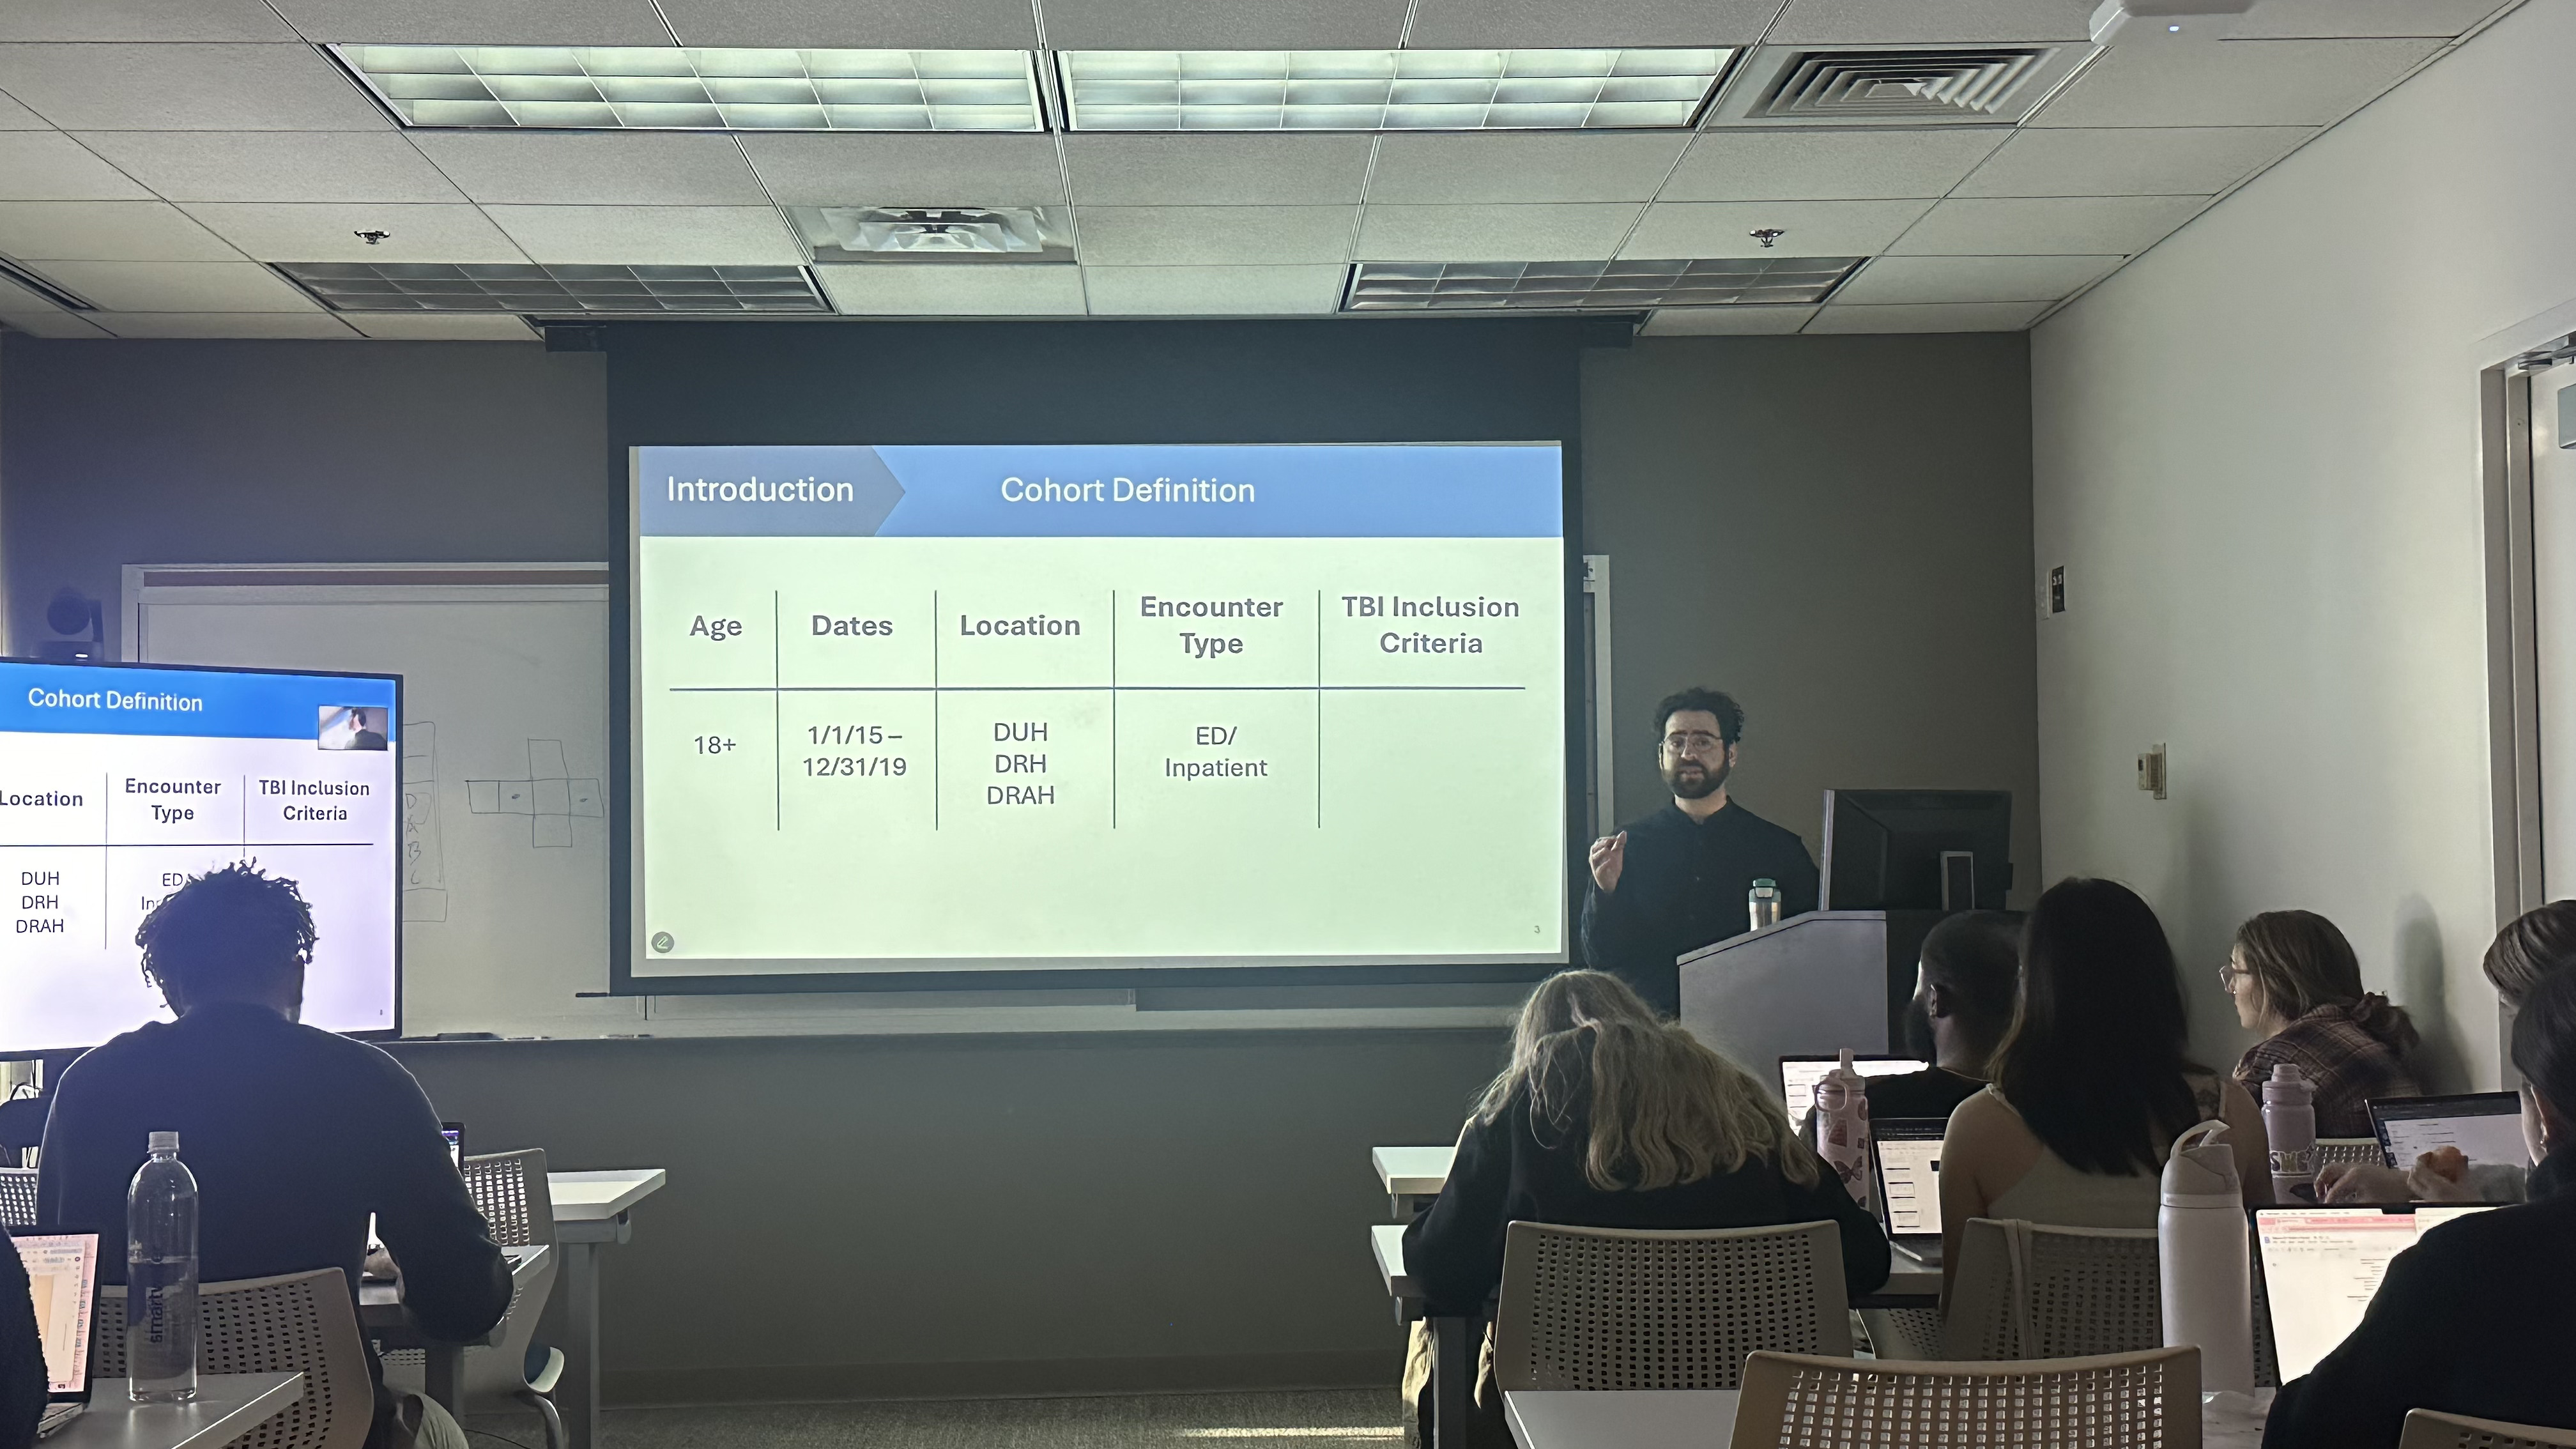 Introduction
Cohort Definition
Age
Dates
Location
Encounter
Type
TBI Inclusion
Criteria
18+
1/1/15 –
12/31/19
DUH
DRH
DRAH
ED/
Inpatient
3
Cohort Definition
Location
Encounter
Type
TBI Inclusion
Criteria
DUH
DRH
DRAH
ED
D
B
C
smart